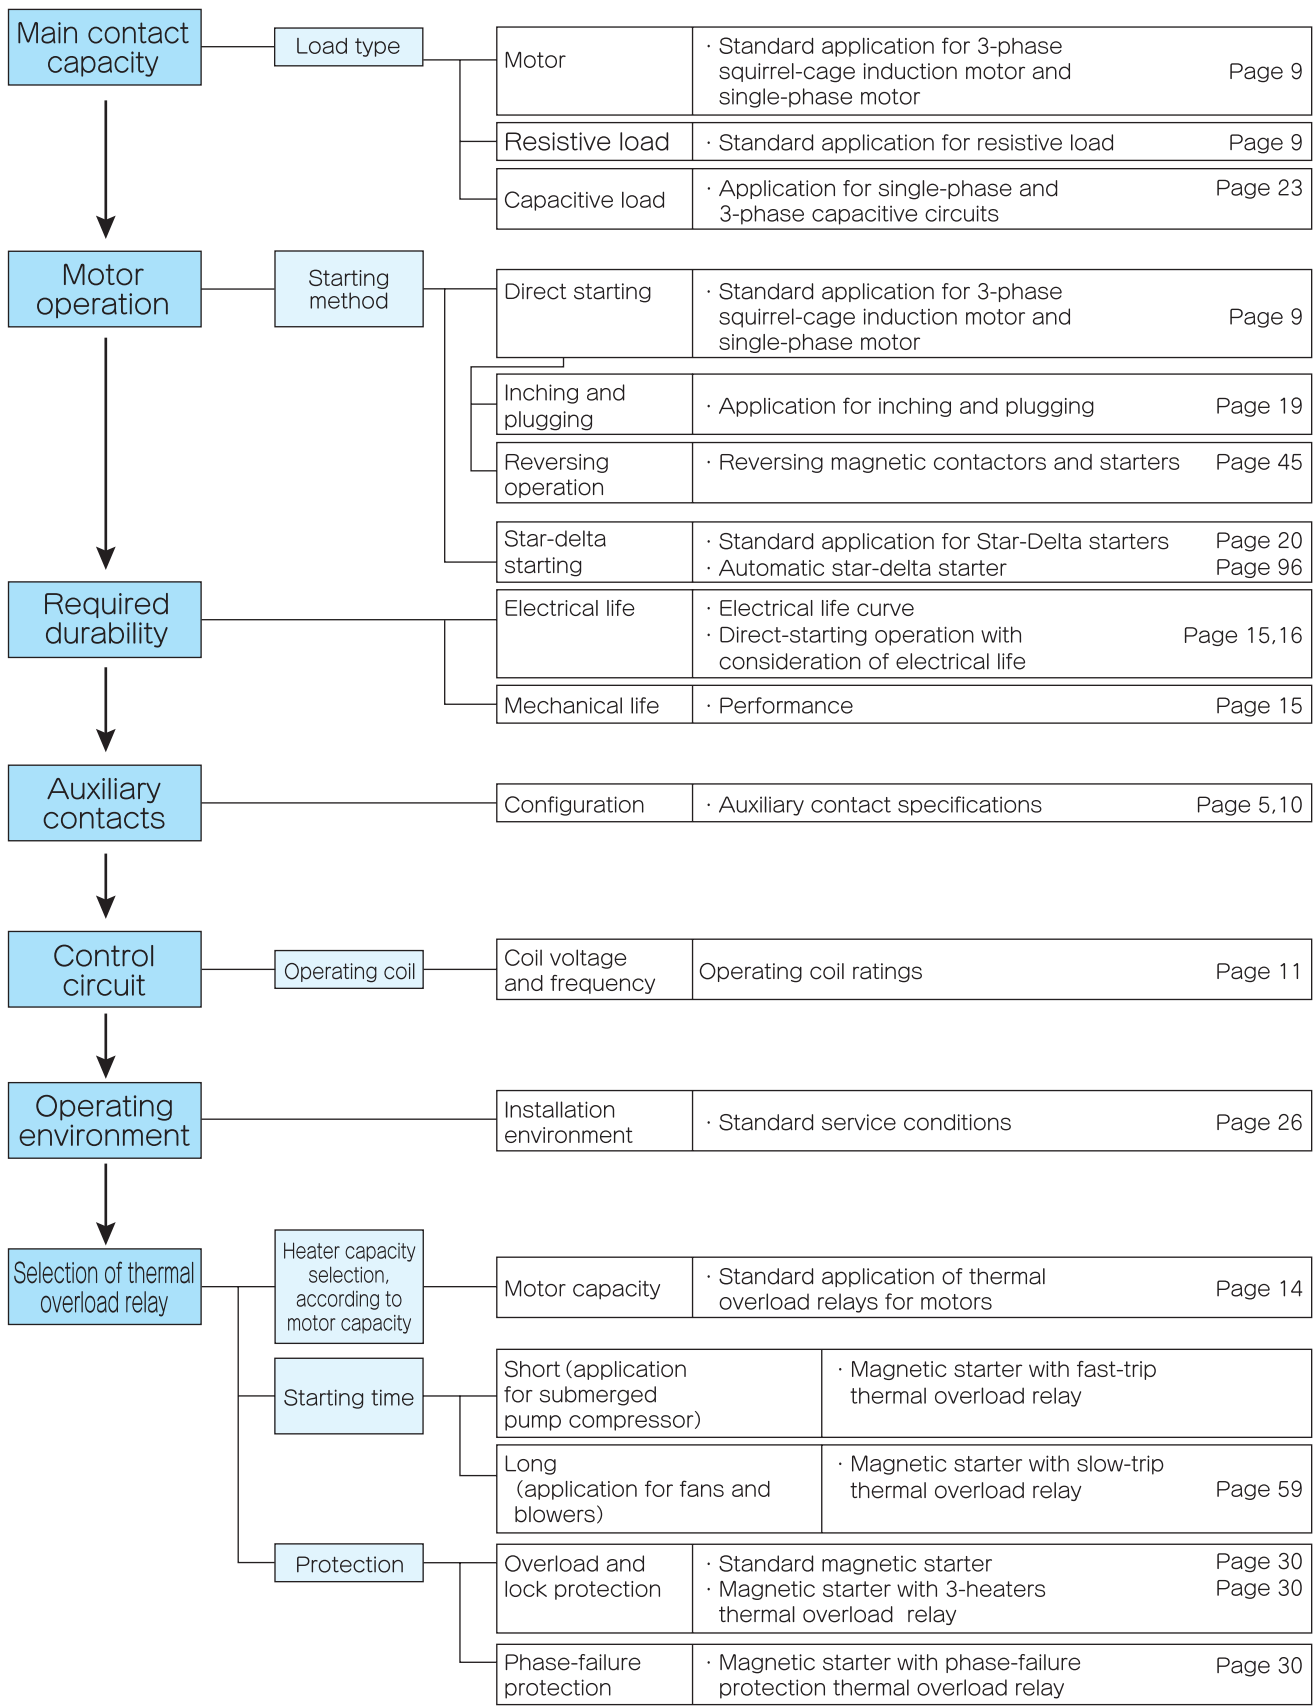 Main contact
capacity
Load type
Motor
· Standard application for 3-phase
squirrel-cage induction motor and
single-phase motor
Page 9
Resistive load
· Standard application for resistive load
Page 9
Capacitive load
· Application for single-phase and
3-phase capacitive circuits
Page 23
Motor
operation
Starting
method
Direct starting
· Standard application for 3-phase
squirrel-cage induction motor and
single-phase motor
Page 9
Inching and
plugging
· Application for inching and plugging
Page 19
Reversing
operation
· Reversing magnetic contactors and starters
Page 45
Star-delta
starting
· Standard application for Star-Delta starters
Page 20
· Automatic star-delta starter
Page 96
Required
durability
Electrical life
· Electrical life curve
· Direct-starting operation with
consideration of electrical life
Page 15,16
Mechanical life
· Performance
Page 15
Auxiliary
contacts
Configuration
· Auxiliary contact specifications
Page 5,10
Control
circuit
Operating coil
Coil voltage
and frequency
Operating coil ratings
Page 11
Operating
environment
Installation
environment
· Standard service conditions
Page 26
Selection of thermal
overload relay
Heater capacity
selection,
according to
motor capacity
Motor capacity
· Standard application of thermal
overload relays for motors
Page 14
Starting time
Short (application
for submerged
pump compressor)
· Magnetic starter with fast-trip
thermal overload relay
Long
(application for fans and
blowers)
· Magnetic starter with slow-trip
thermal overload relay
Page 59
Protection
Overload and
lock protection
· Standard magnetic starter
Page 30
· Magnetic starter with 3-heaters
thermal overload relay
Page 30
Phase-failure
protection
· Magnetic starter with phase-failure
protection thermal overload relay
Page 30